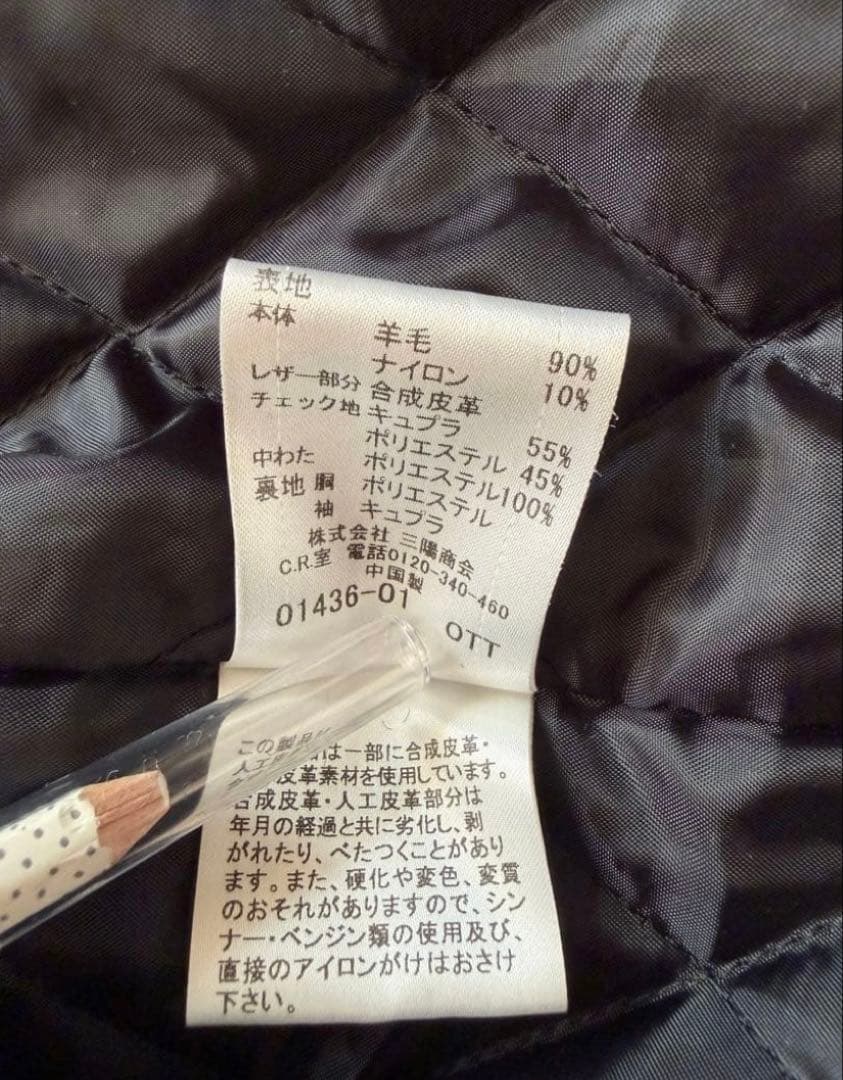 表地
本体 羊毛 90%
ナイロン 10%
レザー部分 合成皮革
チェック地 キュプラ 55%
ポリエステル 45%
中わた ポリエステル100%
裏地 胴 ポリエステル
袖 キュプラ
株式会社 三陽商会
C.R.室 電話0120-340-460
中国製
01436-01
OTT
この製品
人工 は一部に合成皮革・
皮革素材を使用しています。
合成皮革・人工皮革部分は
年月の経過と共に劣化し、剥
がれたり、べたつくことがあり
ます。また、硬化や変色、変質
のおそれがありますので、シン
ナー・ベンジン類の使用及び、
直接のアイロンがけはおさけ
下さい。